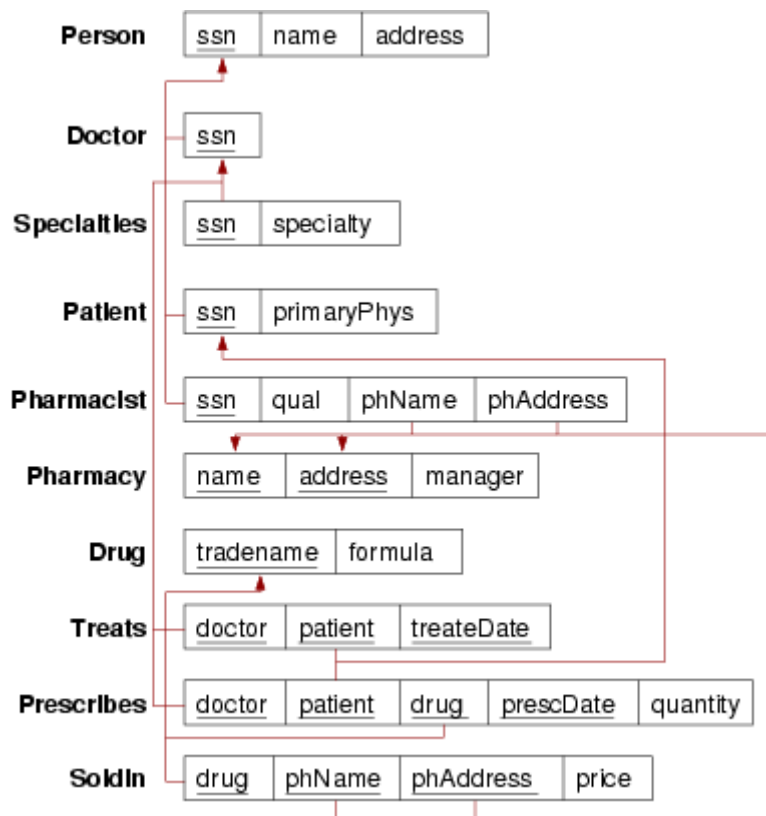 Person ssn name address
Doctor ssn
Specialties ssn specialty
Patient ssn primaryPhys
Pharmacist ssn qual phName phAddress
Pharmacy name address manager
Drug tradename formula
Treats doctor patient treateDate
Prescribes doctor patient drug prescDate quantity
SoldIn drug phName phAddress price